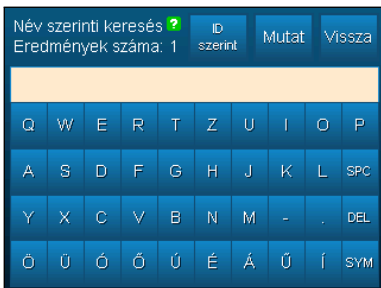 Név szerinti keresés ?
Eredmények száma: 1
ID szerint
Mutat
Vissza
Q W E R T Z U I O P
A S D F G H J K L SPC
Y X C V B N M - . DEL
Ö Ü Ó Ő Ú É Á Ű Í SYM